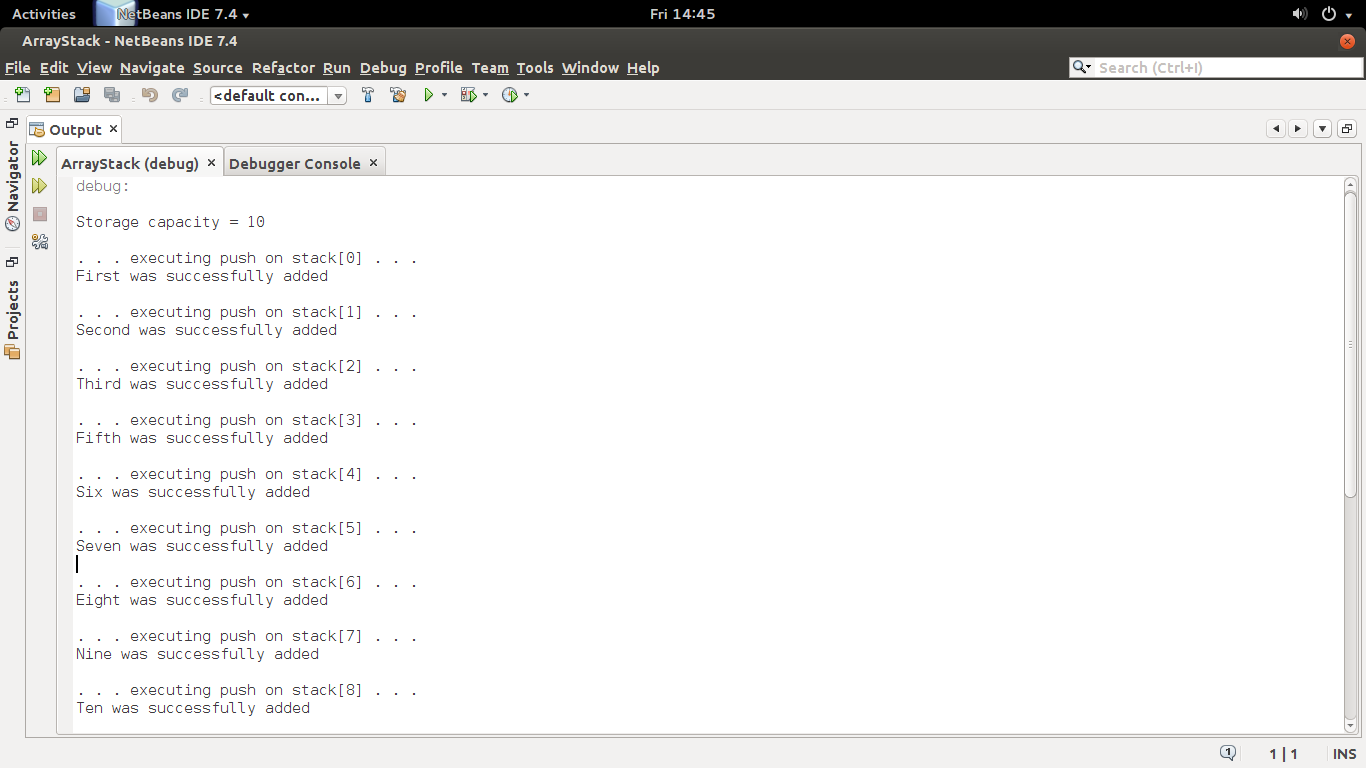 Activities NetBeans IDE 7.4 Fri 14:45
ArrayStack - NetBeans IDE 7.4
File Edit View Navigate Source Refactor Run Debug Profile Team Tools Window Help Search (Ctrl+I)
<default con...
Output
Navigator
Projects
ArrayStack (debug) Debugger Console
debug:
Storage capacity = 10
. . . executing push on stack[0] . . .
First was successfully added
. . . executing push on stack[1] . . .
Second was successfully added
. . . executing push on stack[2] . . .
Third was successfully added
. . . executing push on stack[3] . . .
Fifth was successfully added
. . . executing push on stack[4] . . .
Six was successfully added
. . . executing push on stack[5] . . .
Seven was successfully added
. . . executing push on stack[6] . . .
Eight was successfully added
. . . executing push on stack[7] . . .
Nine was successfully added
. . . executing push on stack[8] . . .
Ten was successfully added
1 1 | 1 INS